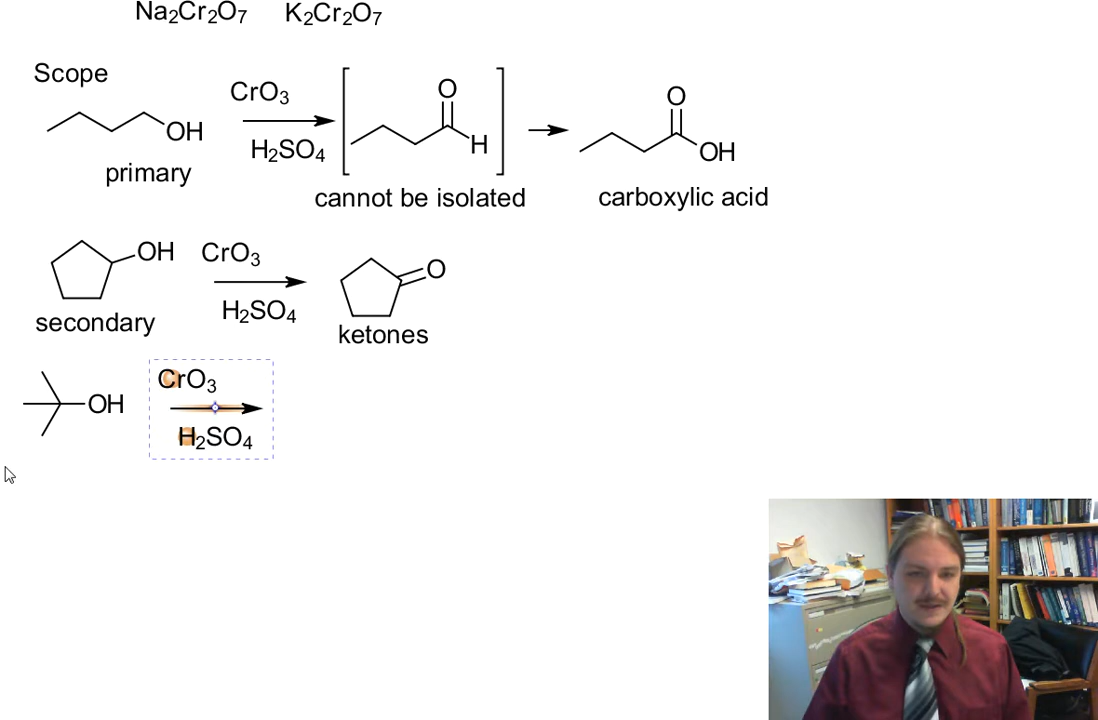 Na2Cr2O7 K2Cr2O7
Scope
OH
primary
CrO3
H2SO4
O
H
cannot be isolated
O
OH
carboxylic acid
OH
secondary
CrO3
H2SO4
O
ketones
OH
CrO3
H2SO4